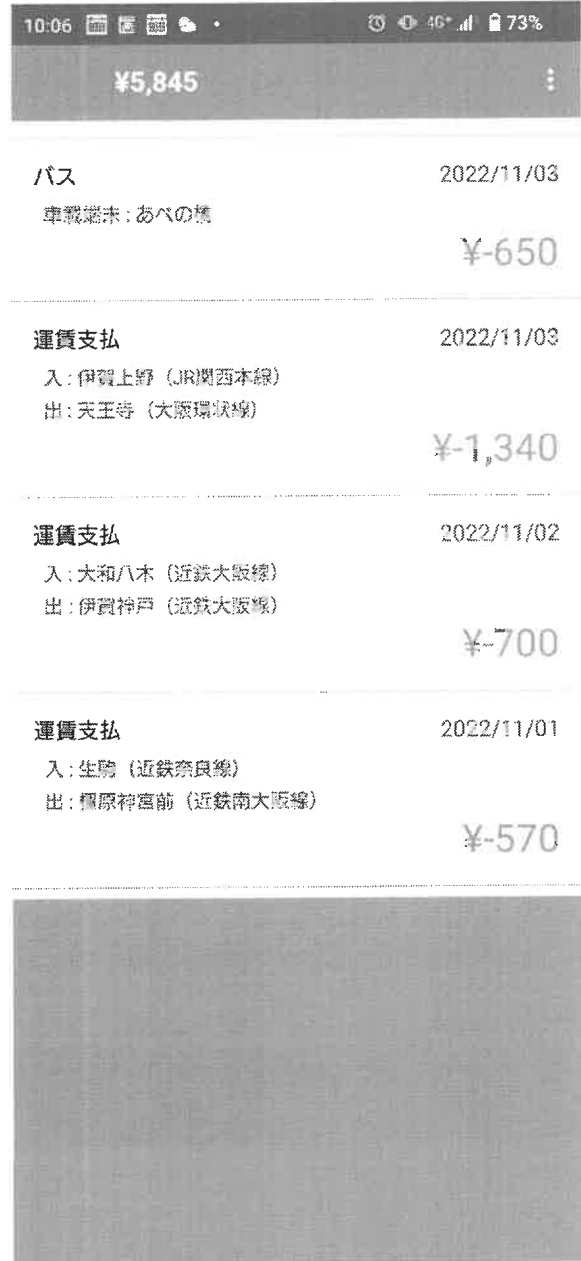 10:06 4G+ 73%
¥5,845
バス 2022/11/03
車載端末 : あべの橋
¥-650
運賃支払 2022/11/03
入 : 伊賀上野 (JR関西本線)
出 : 天王寺 (大阪環状線)
¥-1,340
運賃支払 2022/11/02
入 : 大和八木 (近鉄大阪線)
出 : 伊賀神戸 (近鉄大阪線)
¥-700
運賃支払 2022/11/01
入 : 生駒 (近鉄奈良線)
出 : 橿原神宮前 (近鉄南大阪線)
¥-570